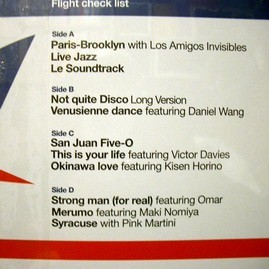 Flight check list
Side A
Paris-Brooklyn with Los Amigos Invisibles
Live Jazz
Le Soundtrack
Side B
Not quite Disco Long Version
Venusienne dance featuring Daniel Wang
Side C
San Juan Five-O
This is your life featuring Victor Davies
Okinawa love featuring Kisen Horino
Side D
Strong man (for real) featuring Omar
Merumo featuring Maki Nomiya
Syracuse with Pink Martini